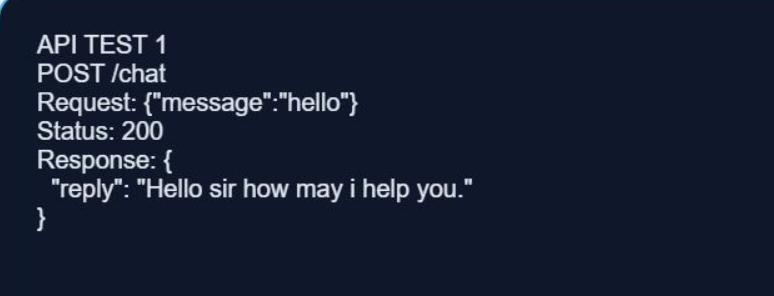 API TEST 1
POST /chat
Request: {"message":"hello"}
Status: 200
Response: {
  "reply": "Hello sir how may i help you."
}